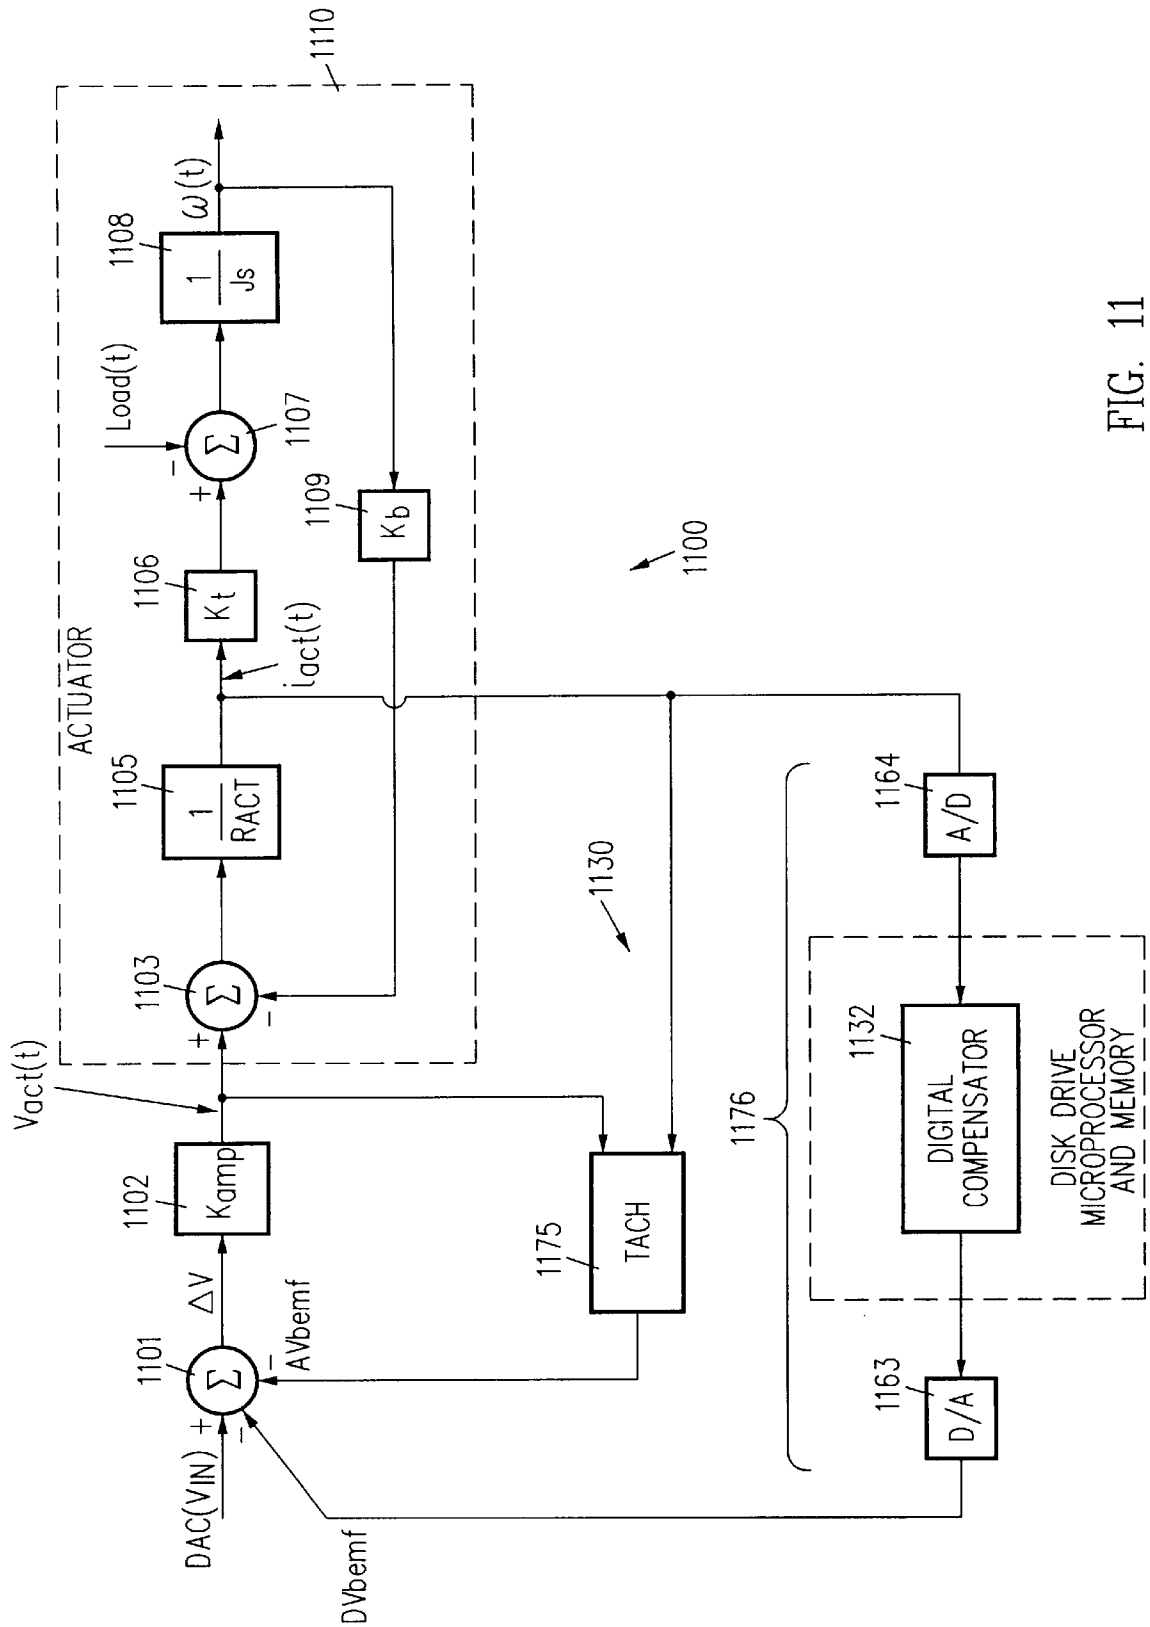 ACTUATOR
1110
Vact(t)
DAC(VIN)
+
-
-
1101
Σ
ΔV
1102
Kamp
+
-
1103
Σ
1105
1
RACT
iact(t)
1106
Kt
+
-
Load(t)
Σ
1107
1108
1
Js
ω(t)
1109
Kb
AVbemf
DVbemf
1175
TACH
1130
1100
1176
1163
D/A
1132
DIGITAL
COMPENSATOR
DISK DRIVE
MICROPROCESSOR
AND MEMORY
1164
A/D
FIG. 11